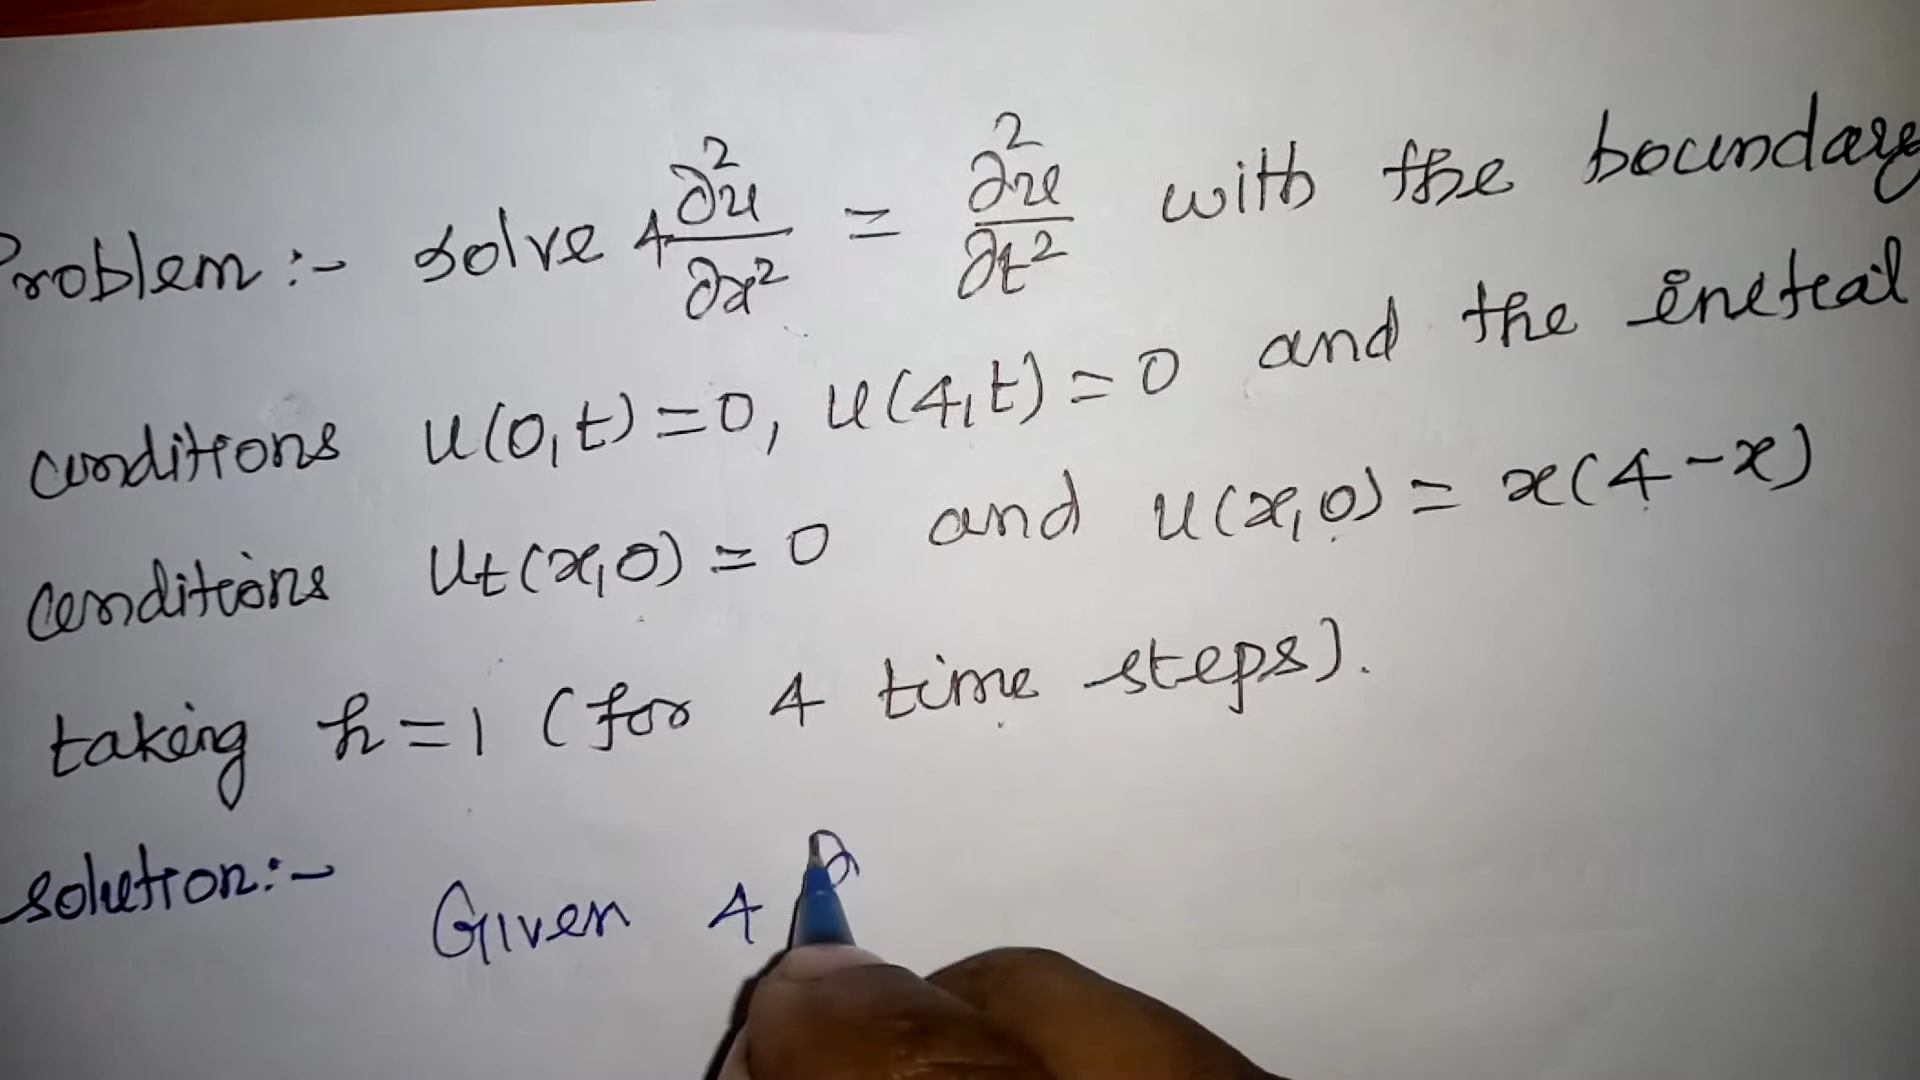 Problem:- solve 4 ∂²u/∂x² = ∂²u/∂t² with the boundary
conditions u(0,t)=0, u(4,t)=0 and the initial
conditions ut(x,0)=0 and u(x,0)=x(4-x)
taking h=1 (for 4 time steps).
solution:- Given 4 ∂